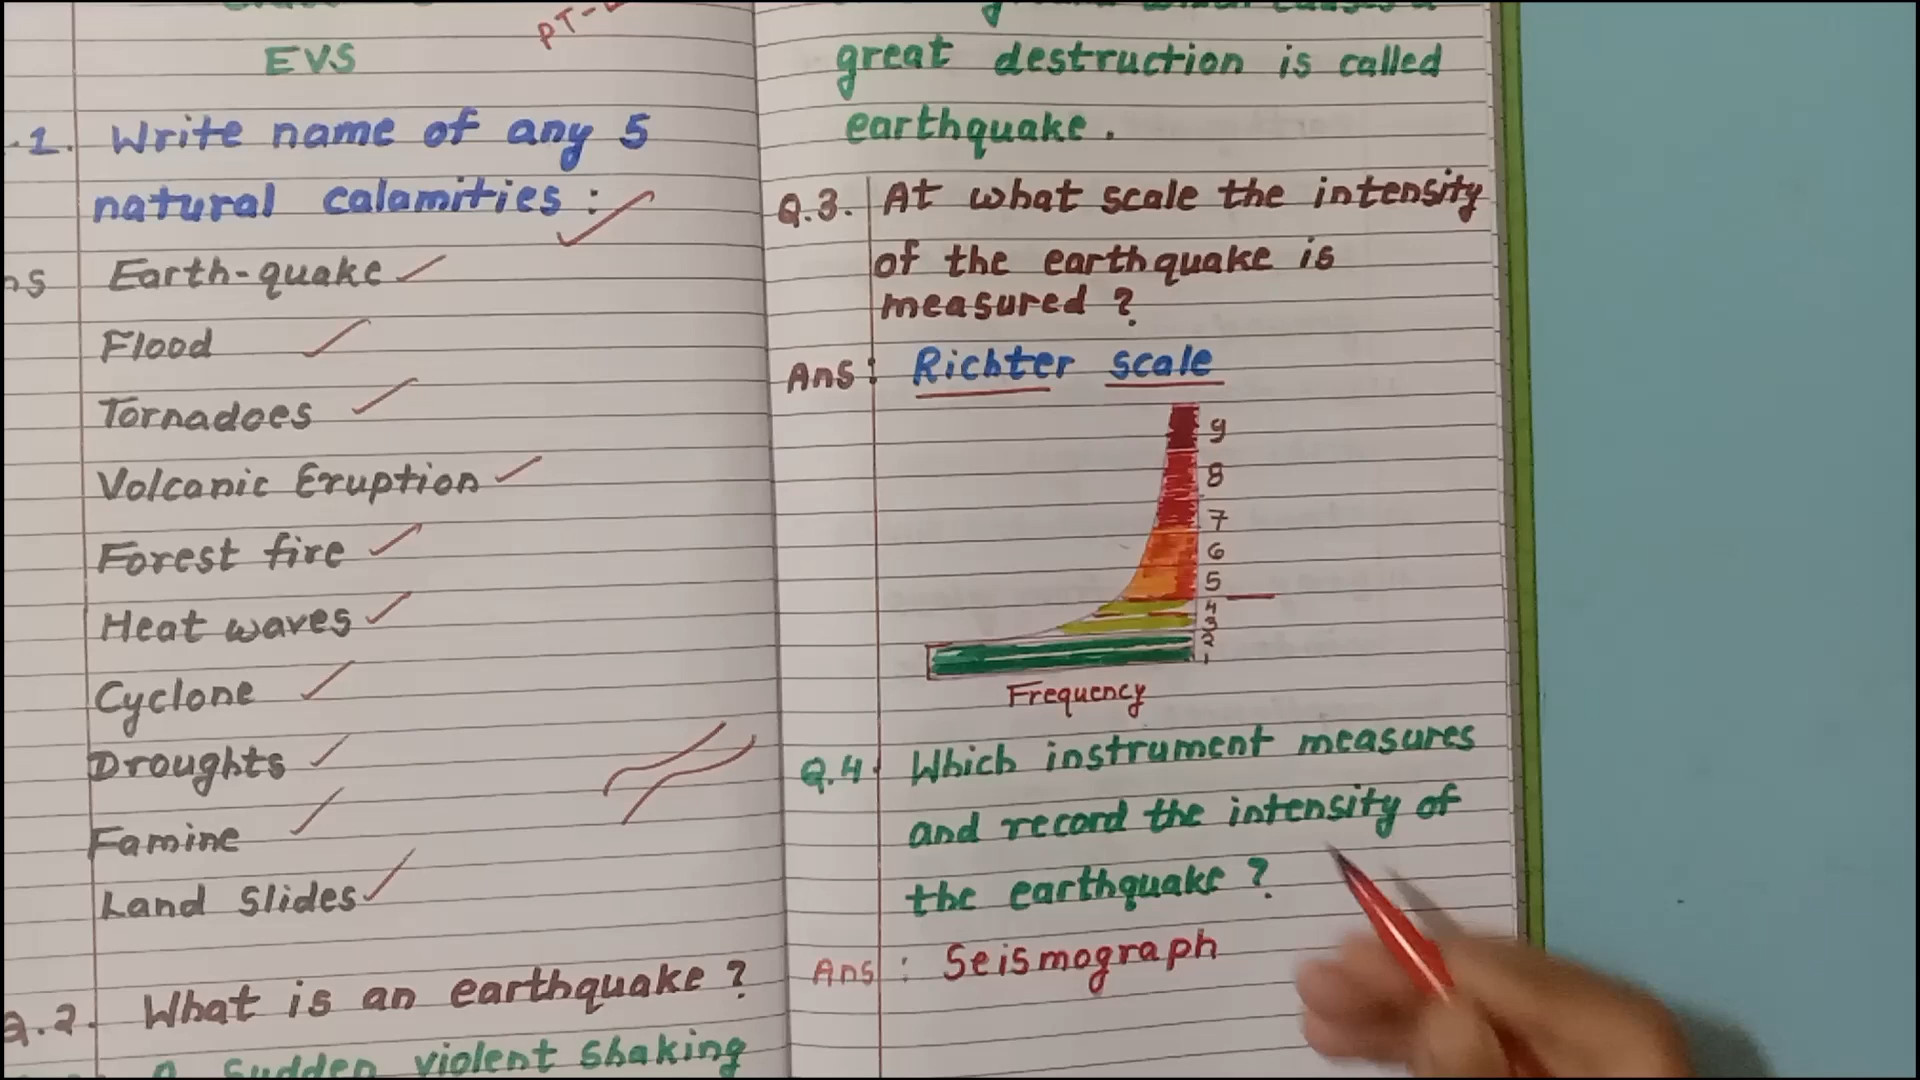 EVS
1. Write name of any 5
natural calamities :
Earth-quake
Flood
Tornadoes
Volcanic Eruption
Forest fire
Heat waves
Cyclone
Droughts
Famine
Land Slides
Q.2. What is an earthquake ?
A sudden violent shaking
great destruction is called
earthquake.
Q.3. At what scale the intensity
of the earthquake is
measured ?
Ans : Richter scale
9
8
7
6
5
4
3
2
1
Frequency
Q.4 Which instrument measures
and record the intensity of
the earthquake ?
Ans : Seismograph